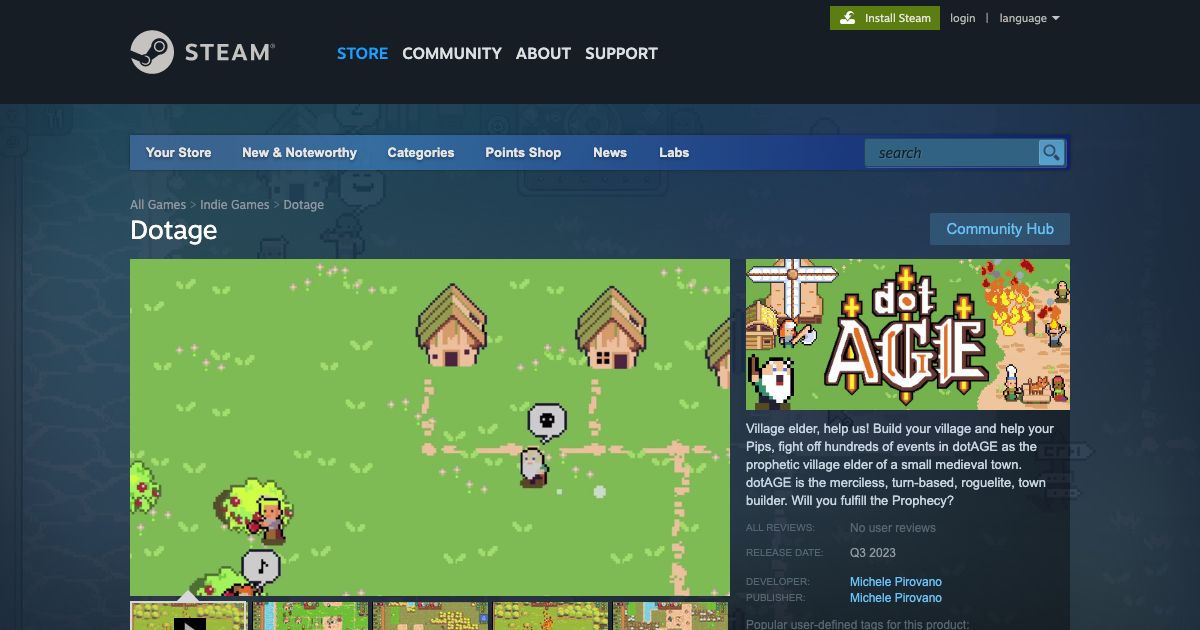 Install Steam
login | language
STEAM®
STORE COMMUNITY ABOUT SUPPORT
Your Store New & Noteworthy Categories Points Shop News Labs
search
All Games > Indie Games > Dotage
Dotage
Community Hub
dot
AGE
Village elder, help us! Build your village and help your
Pips, fight off hundreds of events in dotAGE as the
prophetic village elder of a small medieval town.
dotAGE is the merciless, turn-based, roguelite, town
builder. Will you fulfill the Prophecy?
ALL REVIEWS: No user reviews
RELEASE DATE: Q3 2023
DEVELOPER: Michele Pirovano
PUBLISHER: Michele Pirovano
Popular user-defined tags for this product: